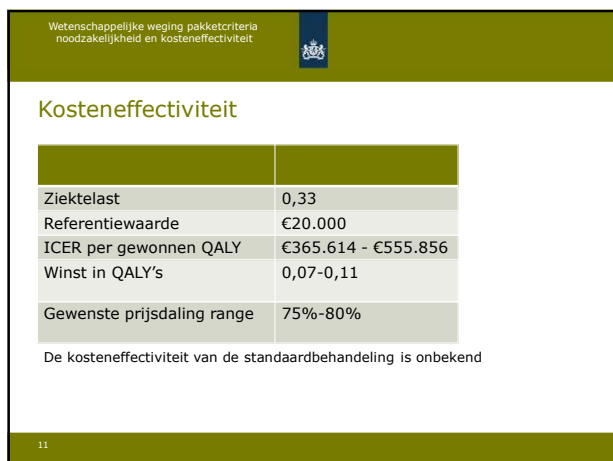 Wetenschappelijke weging pakketcriteria
noodzakelijkheid en kosteneffectiviteit
Kosteneffectiviteit
Ziektelast 0,33
Referentiewaarde €20.000
ICER per gewonnen QALY €365.614 - €555.856
Winst in QALY’s 0,07-0,11
Gewenste prijsdaling range 75%-80%
De kosteneffectiviteit van de standaardbehandeling is onbekend
11